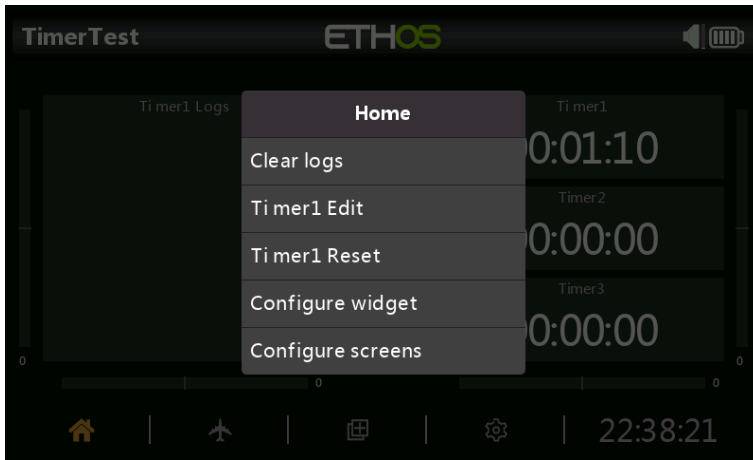 TimerTest
ETHOS
Timer1 Logs
Home
Clear logs
Timer1 Edit
Timer1 Reset
Configure widget
Configure screens
Timer1
0:01:10
Timer2
0:00:00
Timer3
0:00:00
0
0
0
0
22:38:21